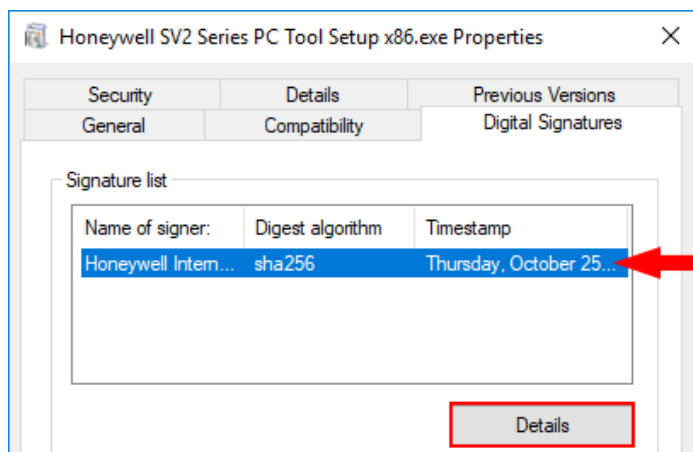 Honeywell SV2 Series PC Tool Setup x86.exe Properties
Security Details Previous Versions
General Compatibility Digital Signatures
Signature list
Name of signer: Digest algorithm Timestamp
Honeywell Intern... sha256 Thursday, October 25...
Details